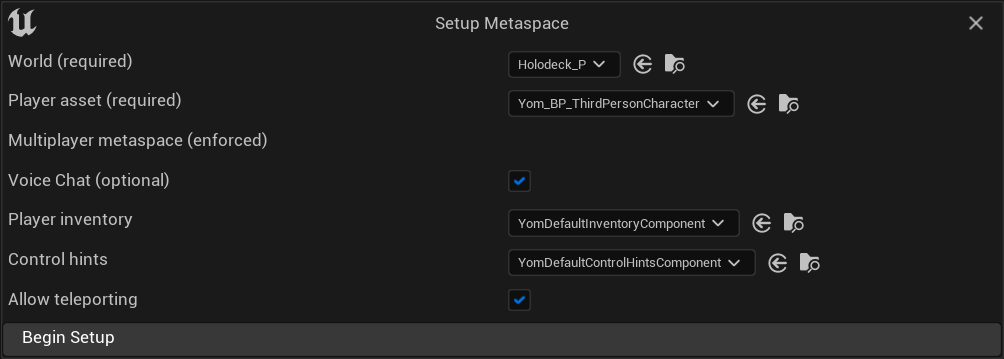 Setup Metaspace
World (required) Holodeck_P
Player asset (required) Yom_BP_ThirdPersonCharacter
Multiplayer metaspace (enforced)
Voice Chat (optional)
Player inventory YomDefaultInventoryComponent
Control hints YomDefaultControlHintsComponent
Allow teleporting
Begin Setup